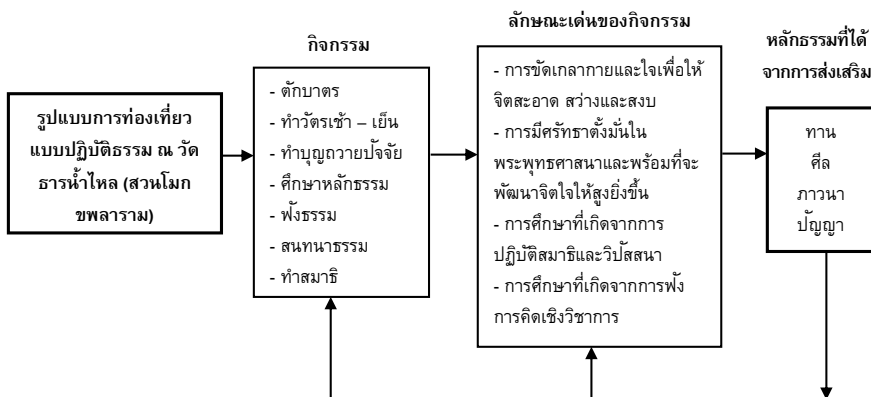 รูปแบบการท่องเที่ยว
แบบปฏิบัติธรรม ณ วัด
ธารน้ำไหล (สวนโมก
ขพลาราม)
กิจกรรม
- ตักบาตร
- ทำวัตรเช้า – เย็น
- ทำบุญถวายปัจจัย
- ศึกษาหลักธรรม
- ฟังธรรม
- สนทนาธรรม
- ทำสมาธิ
ลักษณะเด่นของกิจกรรม
- การขัดเกลากายและใจเพื่อให้
จิตสะอาด สว่างและสงบ
- การมีศรัทธาตั้งมั่นใน
พระพุทธศาสนาและพร้อมที่จะ
พัฒนาจิตใจให้สูงยิ่งขึ้น
- การศึกษาที่เกิดจากการ
ปฏิบัติสมาธิและวิปัสสนา
- การศึกษาที่เกิดจากการฟัง
การคิดเชิงวิชาการ
หลักธรรมที่ได้
จากการส่งเสริม
ทาน
ศีล
ภาวนา
ปัญญา